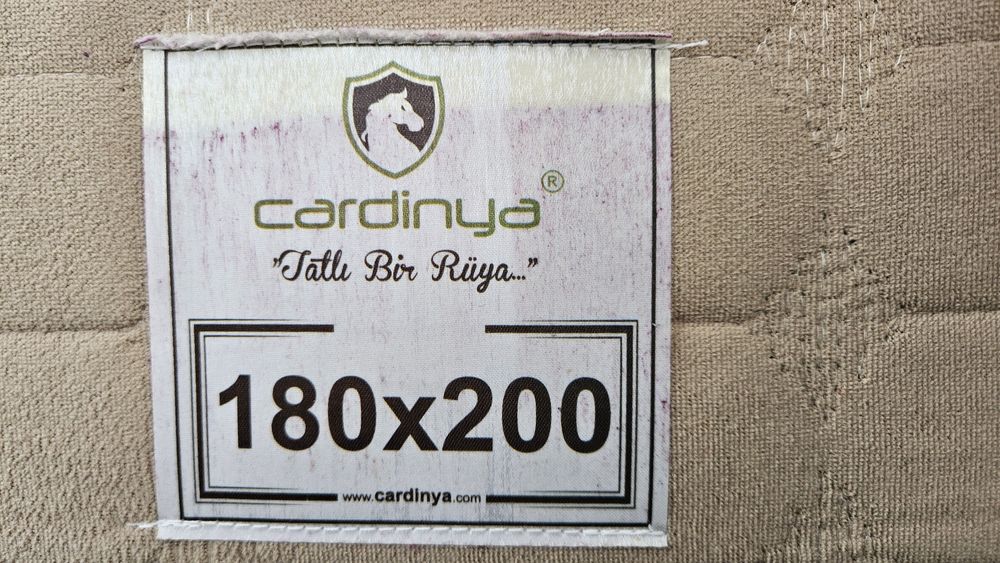 cardinya®
"Tatlı Bir Rüya..."
180x200
www.cardinya.com